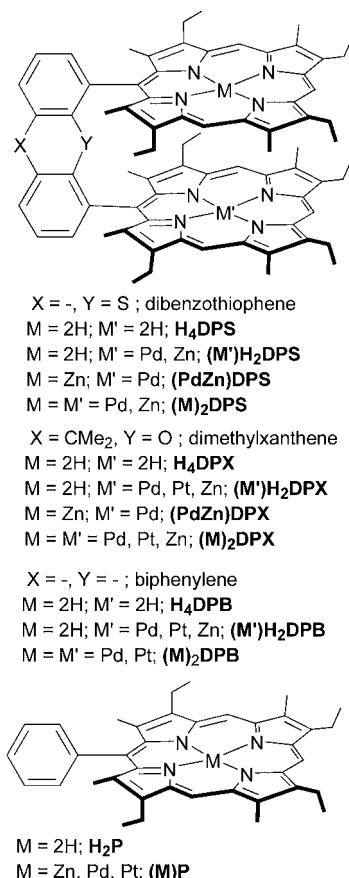 N
N
M
N
N
X
Y
N
N
M'
N
N
X = -, Y = S ; dibenzothiophene
M = 2H; M' = 2H; H₄DPS
M = 2H; M' = Pd, Zn; (M')H₂DPS
M = Zn; M' = Pd; (PdZn)DPS
M = M' = Pd, Zn; (M)₂DPS
X = CMe₂, Y = O ; dimethylxanthene
M = 2H; M' = 2H; H₄DPX
M = 2H; M' = Pd, Pt, Zn; (M')H₂DPX
M = Zn; M' = Pd; (PdZn)DPX
M = M' = Pd, Pt, Zn; (M)₂DPX
X = -, Y = - ; biphenylene
M = 2H; M' = 2H; H₄DPB
M = 2H; M' = Pd, Pt, Zn; (M')H₂DPB
M = M' = Pd, Pt; (M)₂DPB
N
N
M
N
N
M = 2H; H₂P
M = Zn, Pd, Pt; (M)P